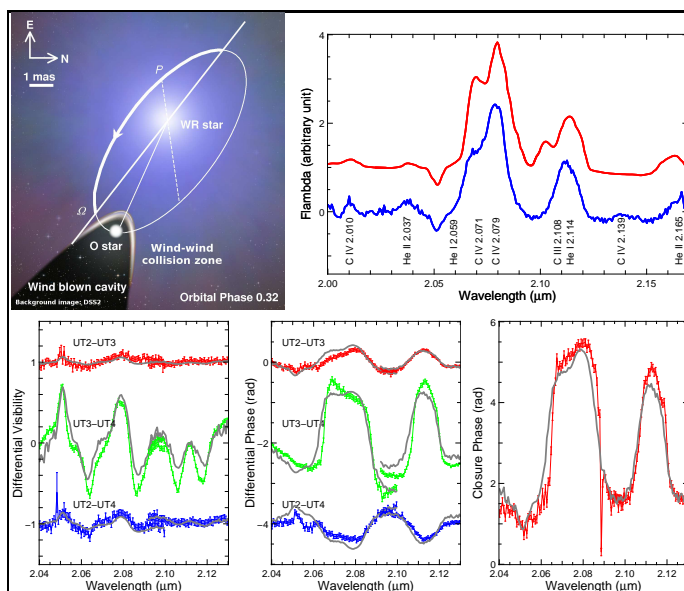 E
N
1 mas
P
WR star
Ω
O star
Wind-wind
collision zone
Wind blown cavity
Background image: DSS2
Orbital Phase 0.32
Flambda (arbitrary unit)
4
2
0
C IV 2.010
He II 2.037
He I 2.059
C IV 2.071
C IV 2.079
C III 2.108
He I 2.114
C IV 2.139
He II 2.165
2.00 2.05 2.10 2.15
Wavelength (μm)
Differential Visibility
1
0
−1
UT2−UT3
UT3−UT4
UT2−UT4
2.04 2.06 2.08 2.10 2.12
Wavelength (μm)
Differential Phase (rad)
0
−2
−4
UT2−UT3
UT3−UT4
UT2−UT4
2.04 2.06 2.08 2.10 2.12
Wavelength (μm)
Closure Phase (rad)
6
4
2
0
2.04 2.06 2.08 2.10 2.12
Wavelength (μm)